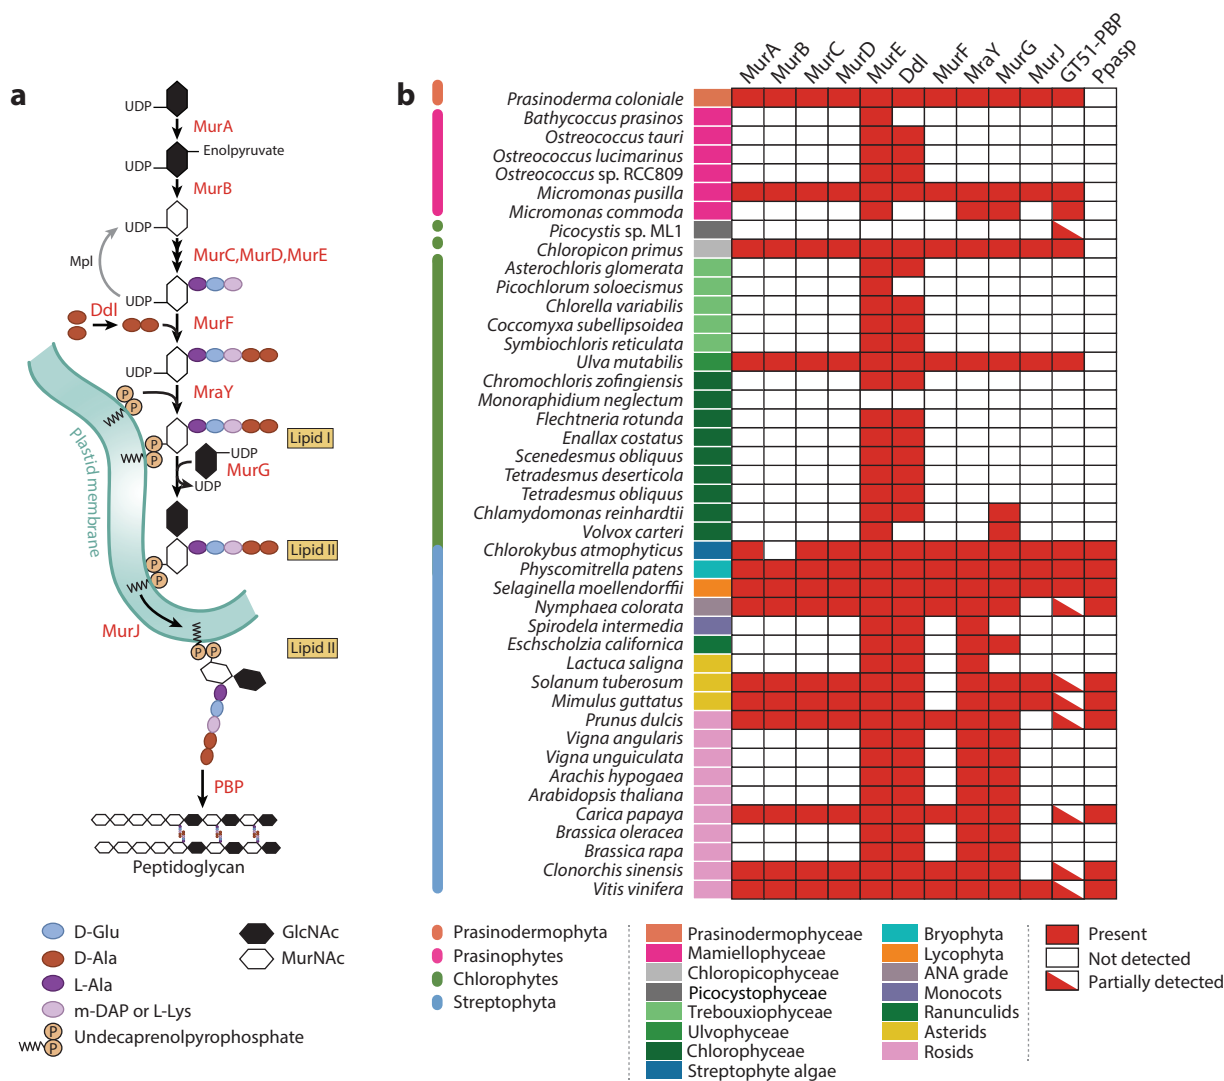 a
UDP
MurA
Enolpyruvate
UDP
MurB
UDP
Mpl
MurC,MurD,MurE
UDP
Ddl
MurF
UDP
MraY
P
P
Plastid membrane
Lipid I
P
P
UDP
MurG
UDP
Lipid II
P
P
MurJ
P P
Lipid II
PBP
Peptidoglycan
D-Glu
D-Ala
L-Ala
m-DAP or L-Lys
P
P
Undecaprenolpyrophosphate
GlcNAc
MurNAc
b
MurA MurB MurC MurD MurE Ddl MurF MraY MurG MurJ GT51-PBP Ppasp
Prasinoderma coloniale
Bathycoccus prasinos
Ostreococcus tauri
Ostreococcus lucimarinus
Ostreococcus sp. RCC809
Micromonas pusilla
Micromonas commoda
Picocystis sp. ML1
Chloropicon primus
Asterochloris glomerata
Picochlorum soloecismus
Chlorella variabilis
Coccomyxa subellipsoidea
Symbiochloris reticulata
Ulva mutabilis
Chromochloris zofingiensis
Monoraphidium neglectum
Flechtneria rotunda
Enallax costatus
Scenedesmus obliquus
Tetradesmus deserticola
Tetradesmus obliquus
Chlamydomonas reinhardtii
Volvox carteri
Chlorokybus atmophyticus
Physcomitrella patens
Selaginella moellendorffii
Nymphaea colorata
Spirodela intermedia
Eschscholzia californica
Lactuca saligna
Solanum tuberosum
Mimulus guttatus
Prunus dulcis
Vigna angularis
Vigna unguiculata
Arachis hypogaea
Arabidopsis thaliana
Carica papaya
Brassica oleracea
Brassica rapa
Clonorchis sinensis
Vitis vinifera
Prasinodermophyta
Prasinophytes
Chlorophytes
Streptophyta
Prasinodermophyceae
Mamiellophyceae
Chloropicophyceae
Picocystophyceae
Trebouxiophyceae
Ulvophyceae
Chlorophyceae
Streptophyte algae
Bryophyta
Lycophyta
ANA grade
Monocots
Ranunculids
Asterids
Rosids
Present
Not detected
Partially detected